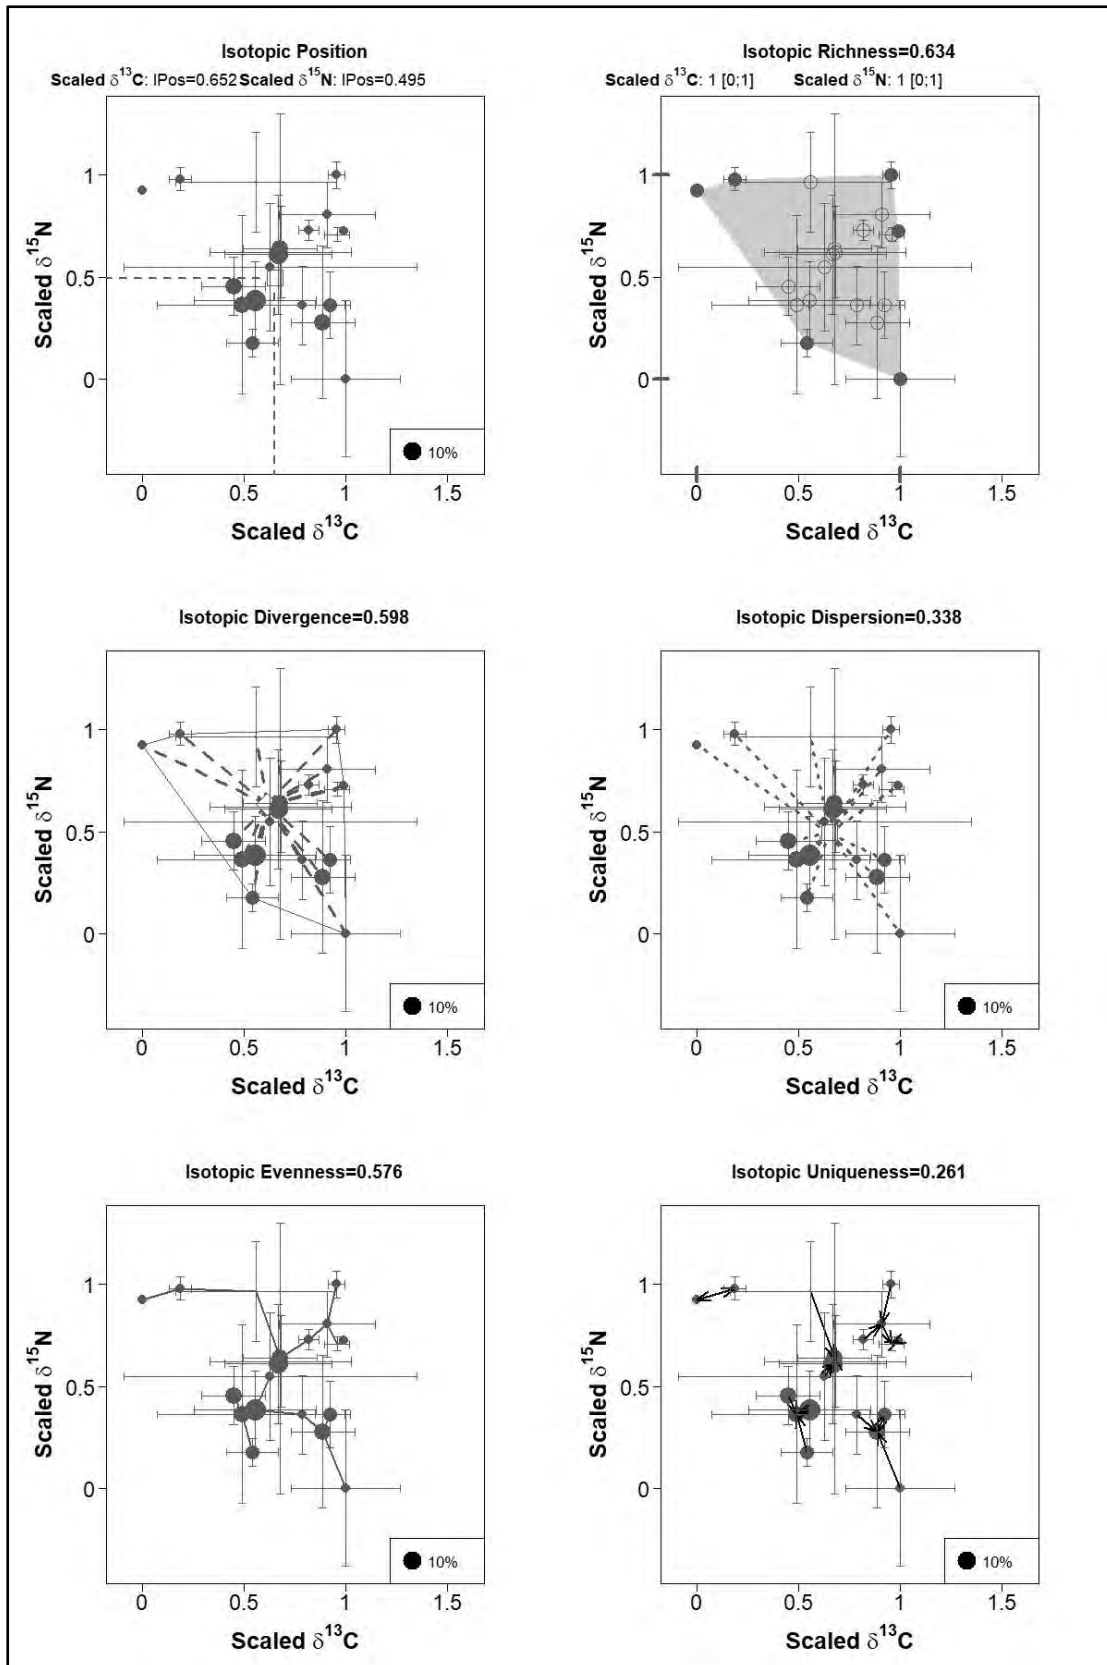 Isotopic Position
Scaled δ¹³C: IPos=0.652 Scaled δ¹⁵N: IPos=0.495
Scaled δ¹⁵N
1
0.5
0
10%
0 0.5 1 1.5
Scaled δ¹³C
Isotopic Richness=0.634
Scaled δ¹³C: 1 [0;1] Scaled δ¹⁵N: 1 [0;1]
Scaled δ¹⁵N
1
0.5
0
0 0.5 1 1.5
Scaled δ¹³C
Isotopic Divergence=0.598
Scaled δ¹⁵N
1
0.5
0
10%
0 0.5 1 1.5
Scaled δ¹³C
Isotopic Dispersion=0.338
Scaled δ¹⁵N
1
0.5
0
10%
0 0.5 1 1.5
Scaled δ¹³C
Isotopic Evenness=0.576
Scaled δ¹⁵N
1
0.5
0
10%
0 0.5 1 1.5
Scaled δ¹³C
Isotopic Uniqueness=0.261
Scaled δ¹⁵N
1
0.5
0
10%
0 0.5 1 1.5
Scaled δ¹³C